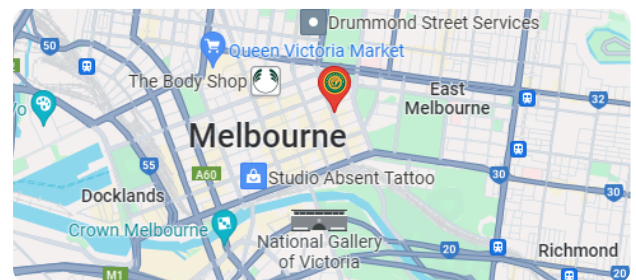 Drummond Street Services
50
Queen Victoria Market
The Body Shop
East
Melbourne
32
Melbourne
55
A60
Studio Absent Tattoo
30
30
Docklands
Crown Melbourne
National Gallery
of Victoria
20
Richmond
M1
20